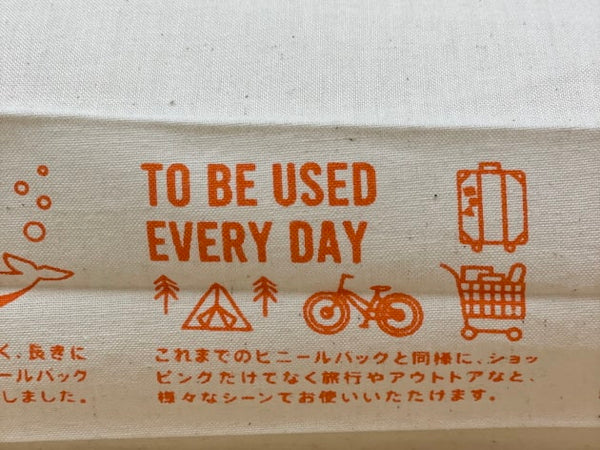 TO BE USED
EVERY DAY
これまでのビニールバックと同様に、ショッ
ピングだけでなく旅行やアウトドアなど、
様々なシーンでお使いいただけます。
く、長きに
ールバック
しました。